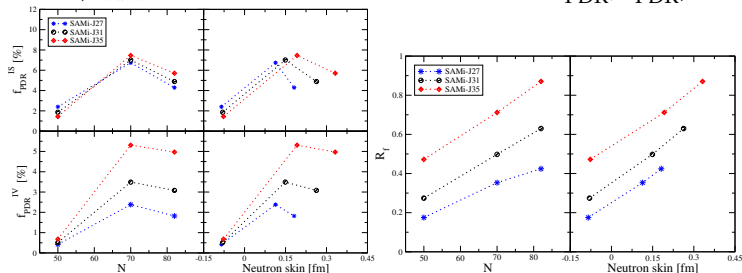 PDR PDR
12
10
8
6
4
2
0
f_PDR^IS [%]
SAMi-J27
SAMi-J31
SAMi-J35
5
4
3
2
1
0
f_PDR^IV [%]
50 60 70 80
N
-0.15 0 0.15 0.3 0.45
Neutron skin [fm]
1
0.8
0.6
0.4
0.2
0
R_f
SAMi-J27
SAMi-J31
SAMi-J35
50 60 70 80
N
-0.15 0 0.15 0.3 0.45
Neutron skin [fm]